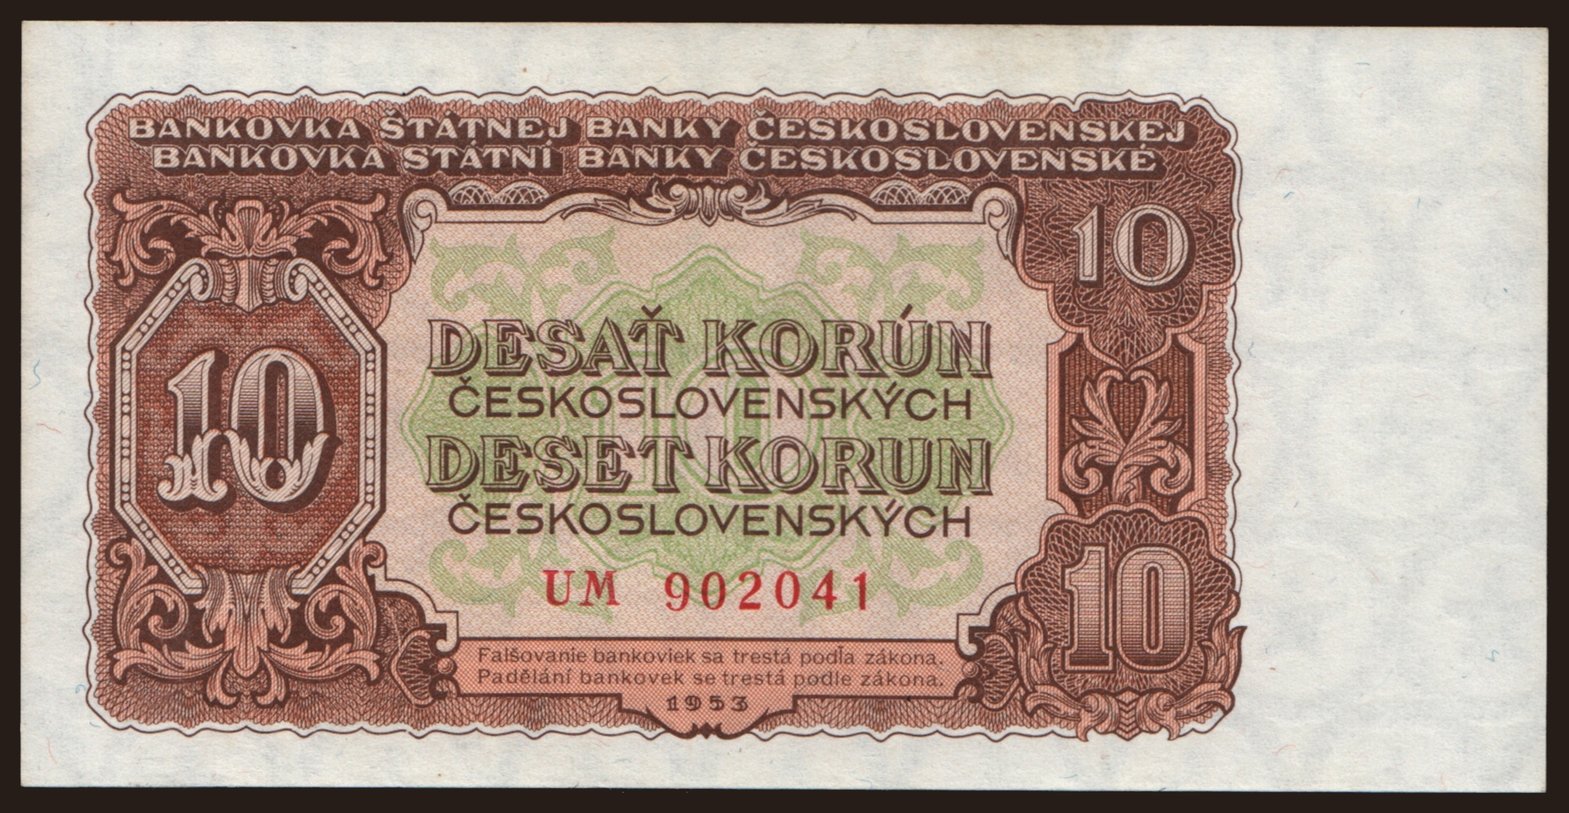 BANKOVKA ŠTÁTNEJ BANKY ČESKOSLOVENSKEJ
BANKOVKA STÁTNÍ BANKY ČESKOSLOVENSKÉ
10
10
DESAŤ KORÚN
ČESKOSLOVENSKÝCH
DESET KORUN
ČESKOSLOVENSKÝCH
10
UM 902041
10
Falšovanie bankoviek sa trestá podľa zákona.
Padělání bankovek se trestá podle zákona.
1953